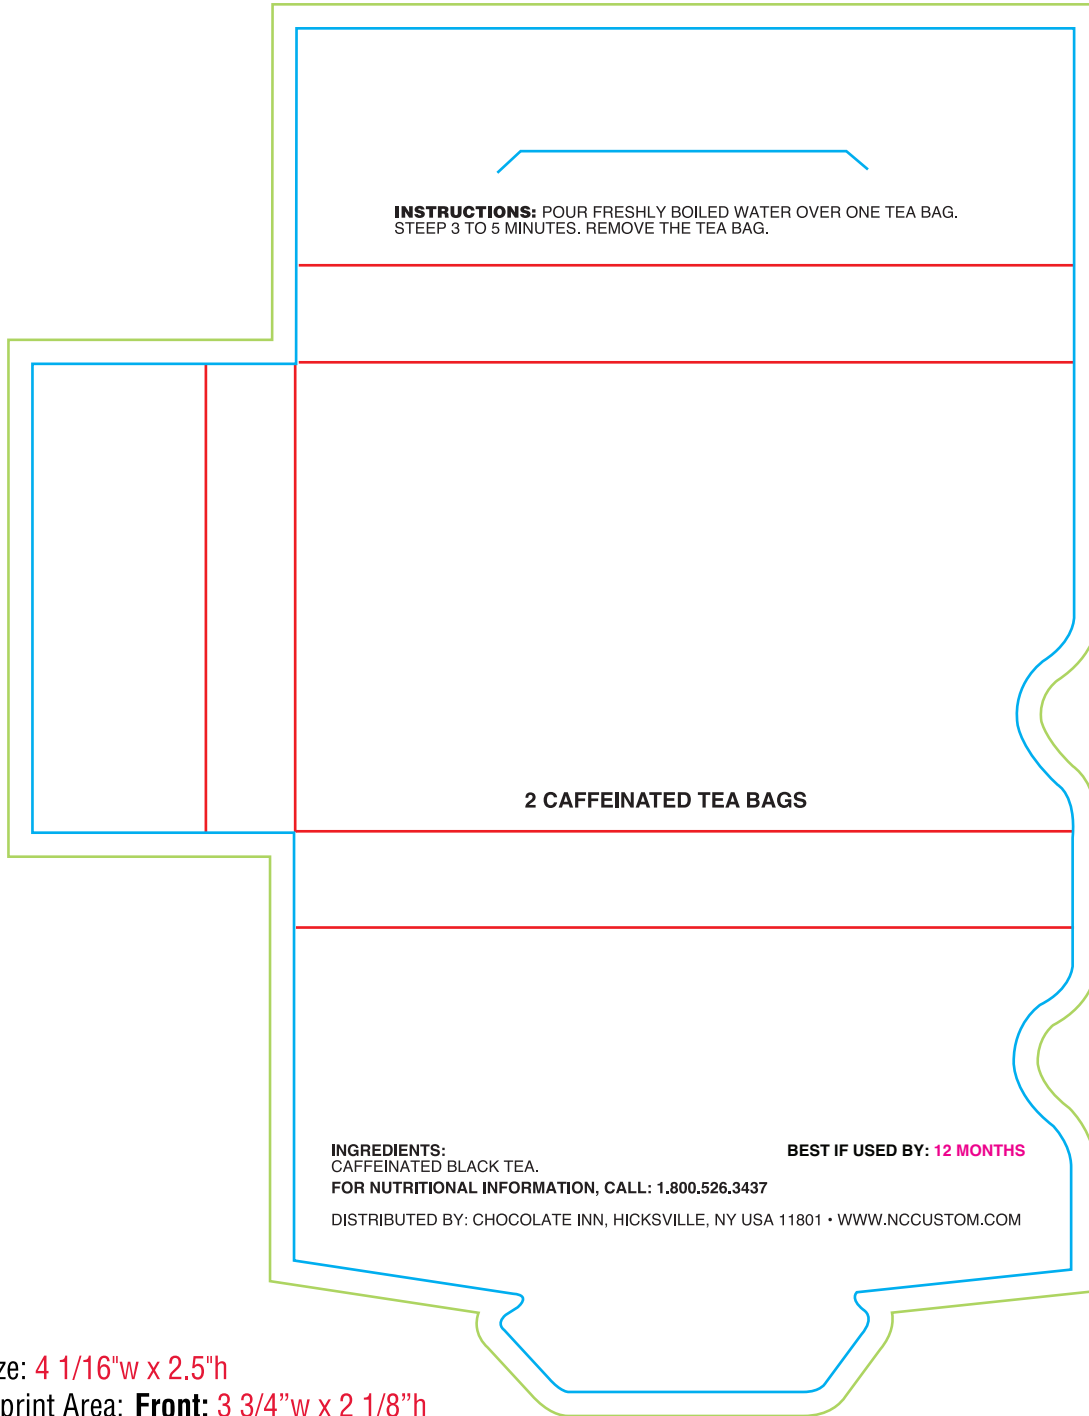 INSTRUCTIONS: POUR FRESHLY BOILED WATER OVER ONE TEA BAG.
STEEP 3 TO 5 MINUTES. REMOVE THE TEA BAG.
2 CAFFEINATED TEA BAGS
INGREDIENTS:
CAFFEINATED BLACK TEA.
BEST IF USED BY: 12 MONTHS
FOR NUTRITIONAL INFORMATION, CALL: 1.800.526.3437
DISTRIBUTED BY: CHOCOLATE INN, HICKSVILLE, NY USA 11801 • WWW.NCCUSTOM.COM
ze: 4 1/16"w x 2.5"h
print Area: Front: 3 3/4”w x 2 1/8”h